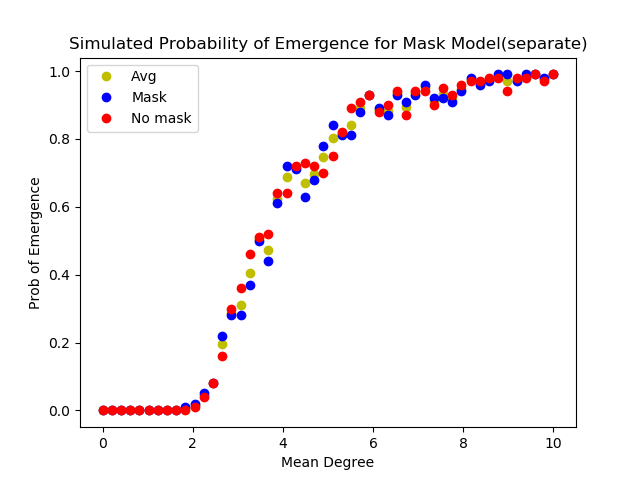 Simulated Probability of Emergence for Mask Model(separate)
Avg
Mask
No mask
Prob of Emergence
1.0
0.8
0.6
0.4
0.2
0.0
0 2 4 6 8 10
Mean Degree